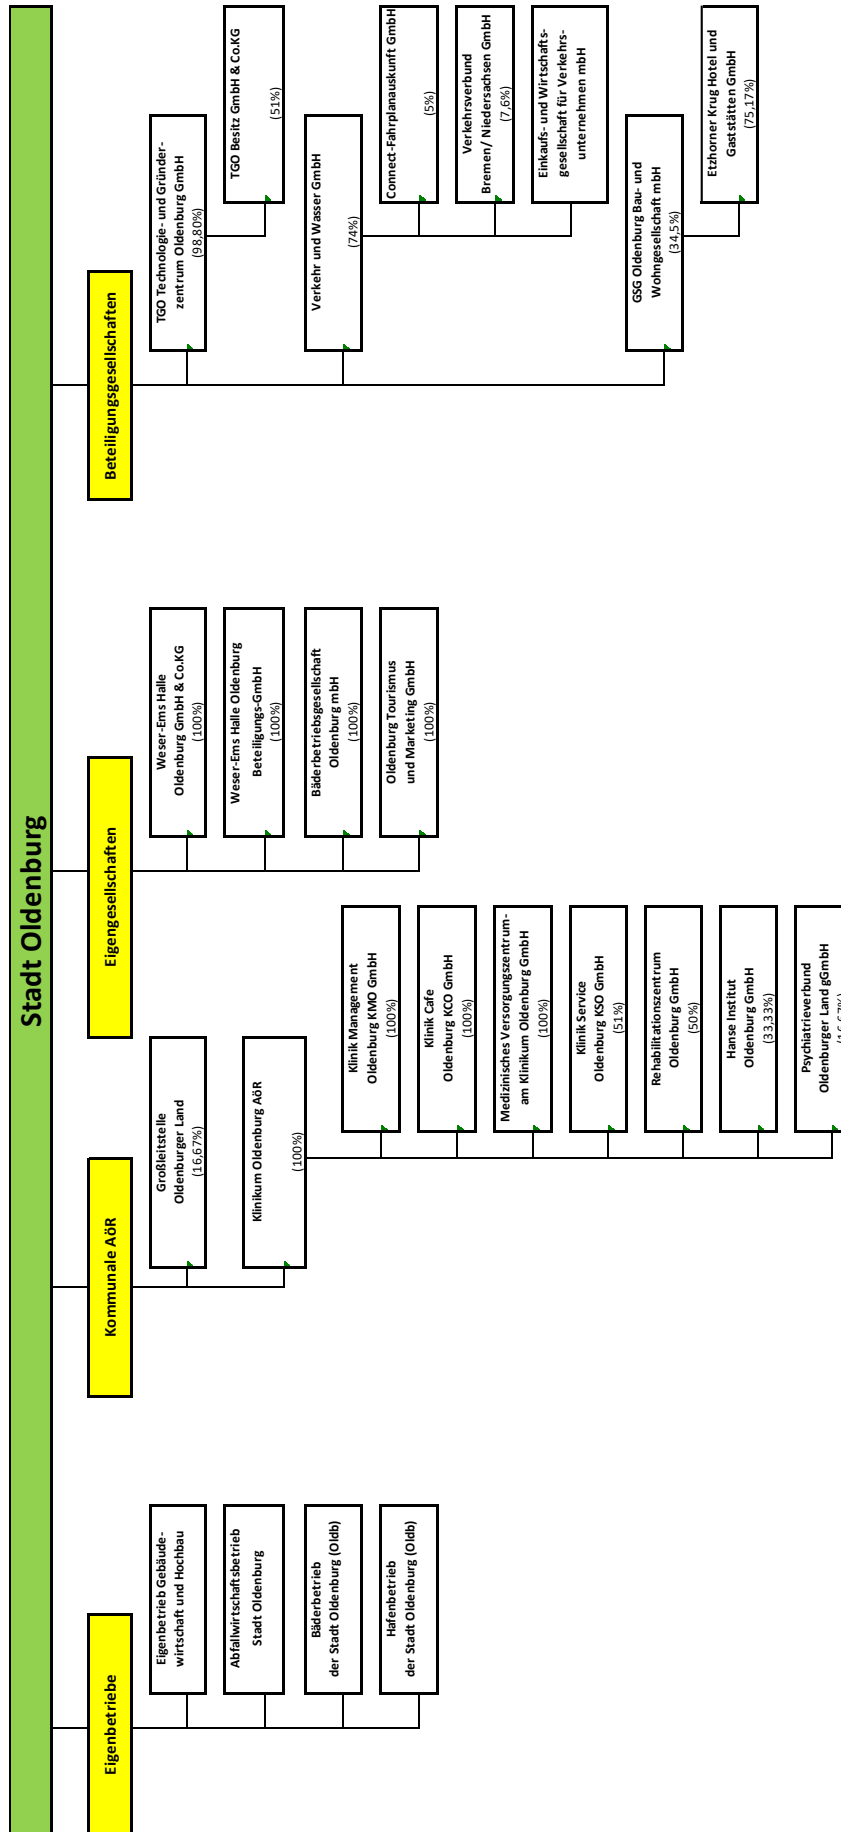 Stadt Oldenburg
Eigenbetriebe
Eigenbetrieb Gebäude-
wirtschaft und Hochbau
Abfallwirtschaftsbetrieb
Stadt Oldenburg
Bäderbetrieb
der Stadt Oldenburg (Oldb)
Hafenbetrieb
der Stadt Oldenburg (Oldb)
Kommunale AöR
Großleitstelle
Oldenburger Land
(16,67%)
Klinikum Oldenburg AöR
(100%)
Klinik Management
Oldenburg KMO GmbH
(100%)
Klinik Cafe
Oldenburg KCO GmbH
(100%)
Medizinisches Versorgungszentrum-
am Klinikum Oldenburg GmbH
(100%)
Klinik Service
Oldenburg KSO GmbH
(51%)
Rehabilitationszentrum
Oldenburg GmbH
(50%)
Hanse Institut
Oldenburg GmbH
(33,33%)
Psychiatrieverbund
Oldenburger Land gGmbH
(16,67%)
Eigengesellschaften
Weser-Ems Halle
Oldenburg GmbH & Co.KG
(100%)
Weser-Ems Halle Oldenburg
Beteiligungs-GmbH
(100%)
Bäderbetriebsgesellschaft
Oldenburg mbH
(100%)
Oldenburg Tourismus
und Marketing GmbH
(100%)
Beteiligungsgesellschaften
TGO Technologie- und Gründer-
zentrum Oldenburg GmbH
(98,80%)
TGO Besitz GmbH & Co.KG
(51%)
Verkehr und Wasser GmbH
(74%)
Connect-Fahrplanauskunft GmbH
(5%)
Verkehrsverbund
Bremen/ Niedersachsen GmbH
(7,6%)
Einkaufs- und Wirtschafts-
gesellschaft für Verkehrs-
unternehmen mbH
GSG Oldenburg Bau- und
Wohngesellschaft mbH
(34,5%)
Etzhorner Krug Hotel und
Gaststätten GmbH
(75,17%)